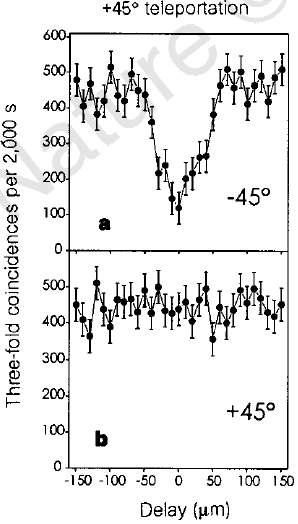 +45° teleportation
Nature ©
Three-fold coincidences per 2,000 s
600
500
400
300
200
100
0
a
-45°
500
400
300
200
100
0
b
+45°
-150 -100 -50 0 50 100 150
Delay (μm)